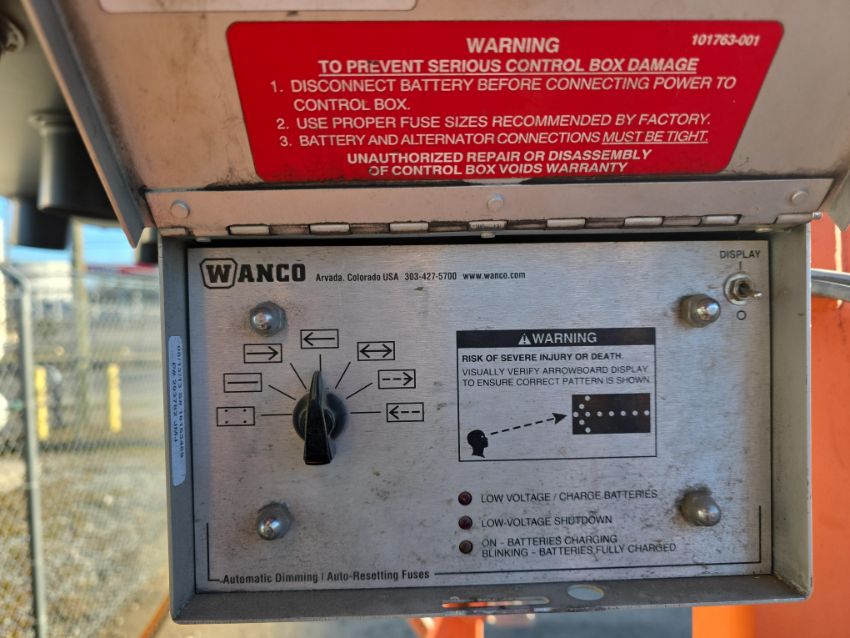 WARNING
101763-001
TO PREVENT SERIOUS CONTROL BOX DAMAGE
1. DISCONNECT BATTERY BEFORE CONNECTING POWER TO
CONTROL BOX.
2. USE PROPER FUSE SIZES RECOMMENDED BY FACTORY.
3. BATTERY AND ALTERNATOR CONNECTIONS MUST BE TIGHT.
UNAUTHORIZED REPAIR OR DISASSEMBLY
OF CONTROL BOX VOIDS WARRANTY
WANCO Arvada, Colorado USA 303-427-5700 www.wanco.com
DISPLAY
I
O
WARNING
RISK OF SEVERE INJURY OR DEATH.
VISUALLY VERIFY ARROWBOARD DISPLAY
TO ENSURE CORRECT PATTERN IS SHOWN.
LOW VOLTAGE / CHARGE BATTERIES
LOW-VOLTAGE SHUTDOWN
ON - BATTERIES CHARGING
BLINKING - BATTERIES FULLY CHARGED
Automatic Dimming / Auto-Resetting Fuses